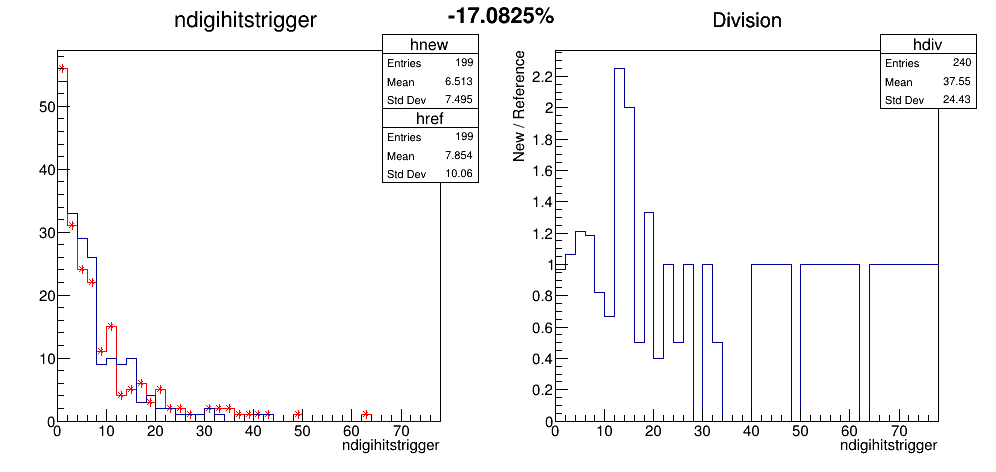 -17.0825%
ndigihitstrigger
hnew
Entries 199
Mean 6.513
Std Dev 7.495
href
Entries 199
Mean 7.854
Std Dev 10.06
50
40
30
20
10
0
0 10 20 30 40 50 60 70
ndigihitstrigger
Division
hdiv
Entries 240
Mean 37.55
Std Dev 24.43
New / Reference
2.2
2
1.8
1.6
1.4
1.2
1
0.8
0.6
0.4
0.2
0
0 10 20 30 40 50 60 70
ndigihitstrigger